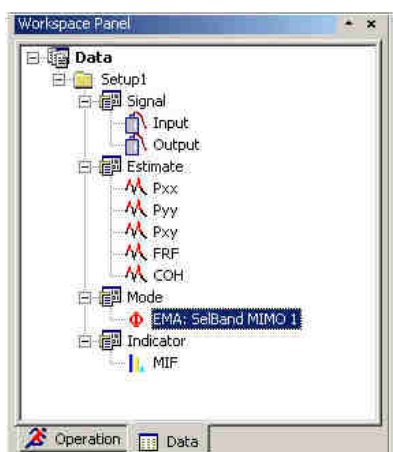 Workspace Panel
Data
Setup1
Signal
Input
Output
Estimate
Pxx
Pyy
Pxy
FRF
COH
Mode
EMA: SelBand MIMO 1
Indicator
MIF
Operation
Data